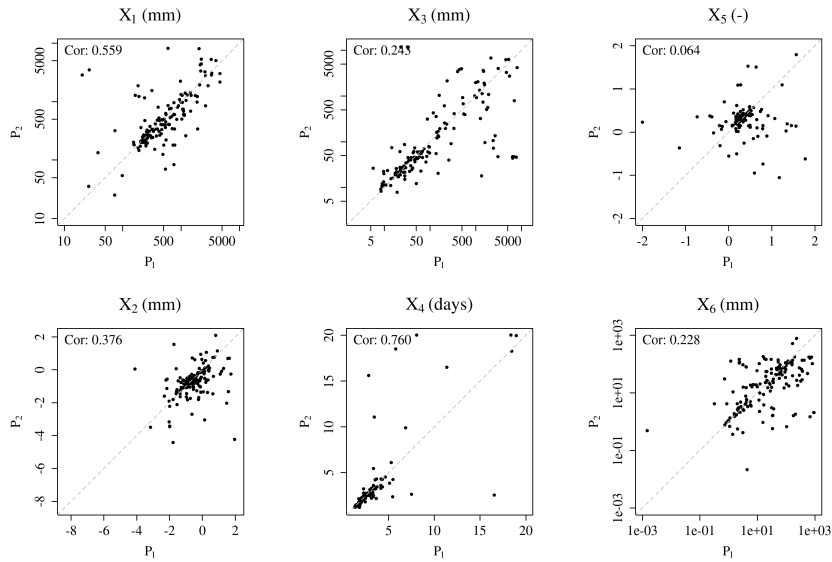 X1 (mm)
Cor: 0.559
P2
5000
500
50
10
10 50 500 5000
P1
X3 (mm)
Cor: 0.243
P2
5000
500
50
5
5 50 500 5000
P1
X5 (-)
Cor: 0.064
P2
2
1
0
-1
-2
-2 -1 0 1 2
P1
X2 (mm)
Cor: 0.376
P2
2
0
-2
-4
-6
-8
-8 -6 -4 -2 0 2
P1
X4 (days)
Cor: 0.760
P2
20
15
10
5
5 10 15 20
P1
X6 (mm)
Cor: 0.228
P2
1e+03
1e+01
1e-01
1e-03
1e-03 1e-01 1e+01 1e+03
P1